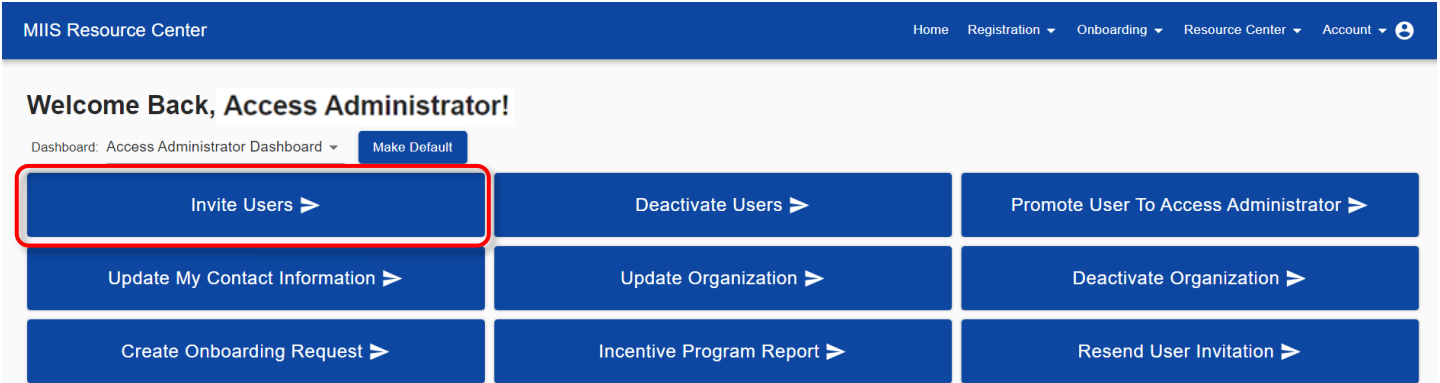 MIIS Resource Center Home Registration Onboarding Resource Center Account
Welcome Back, Access Administrator!
Dashboard: Access Administrator Dashboard Make Default
Invite Users Deactivate Users Promote User To Access Administrator
Update My Contact Information Update Organization Deactivate Organization
Create Onboarding Request Incentive Program Report Resend User Invitation